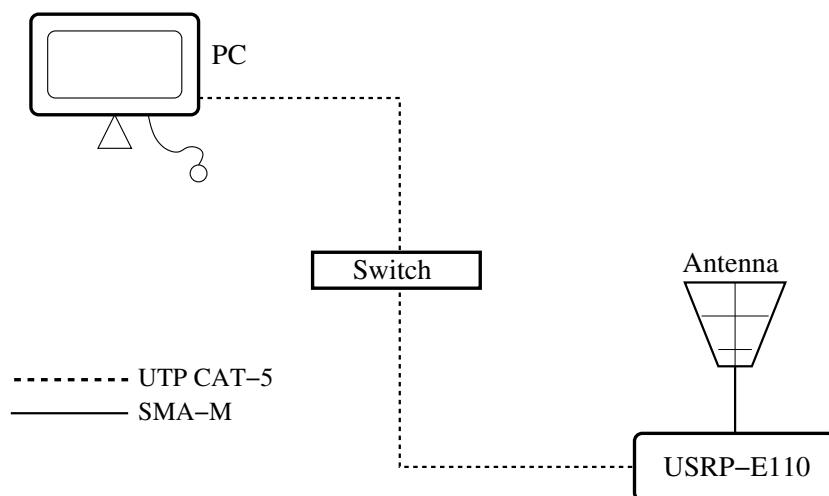 PC
Switch
Antenna
UTP CAT−5
SMA−M
USRP−E110